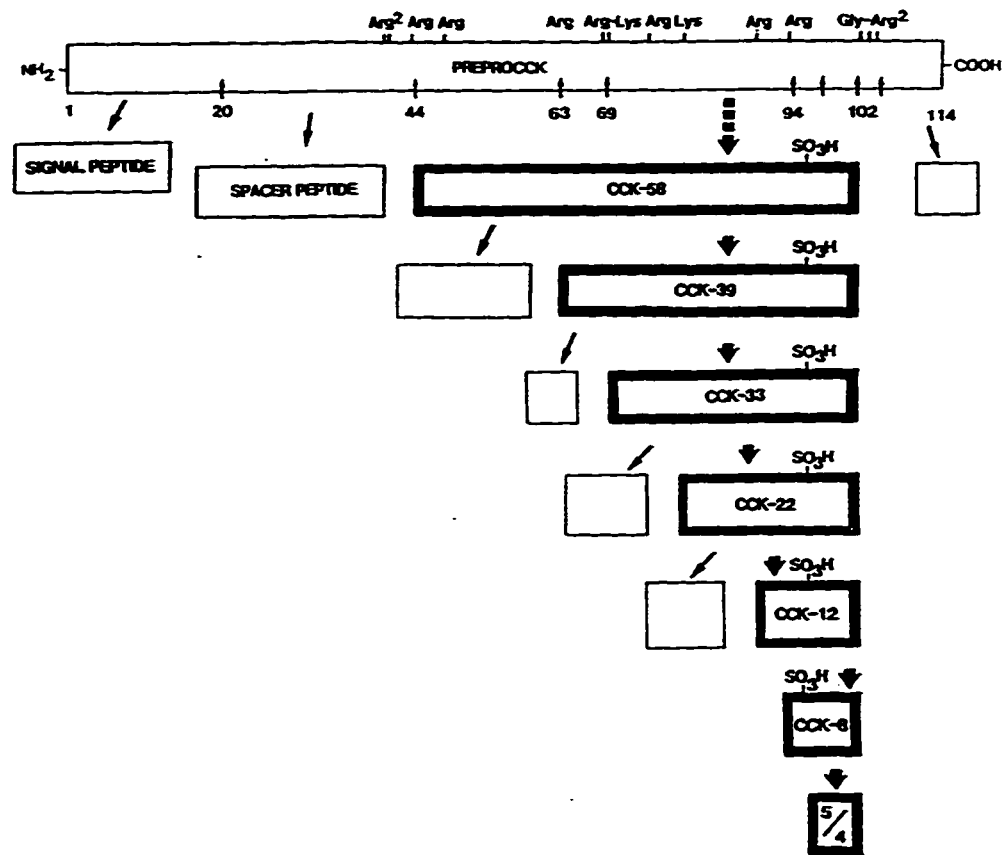 Arg² Arg Arg Arg Arg-Lys Arg Lys Arg Arg Gly-Arg²
NH₂ PREPROCCK COOH
1 20 44 63 69 94 102 114
SO₃H
SIGNAL PEPTIDE SPACER PEPTIDE CCK-58
SO₃H
CCK-39
SO₃H
CCK-33
SO₃H
CCK-22
SO₃H
CCK-12
SO₃H
CCK-8
5/4